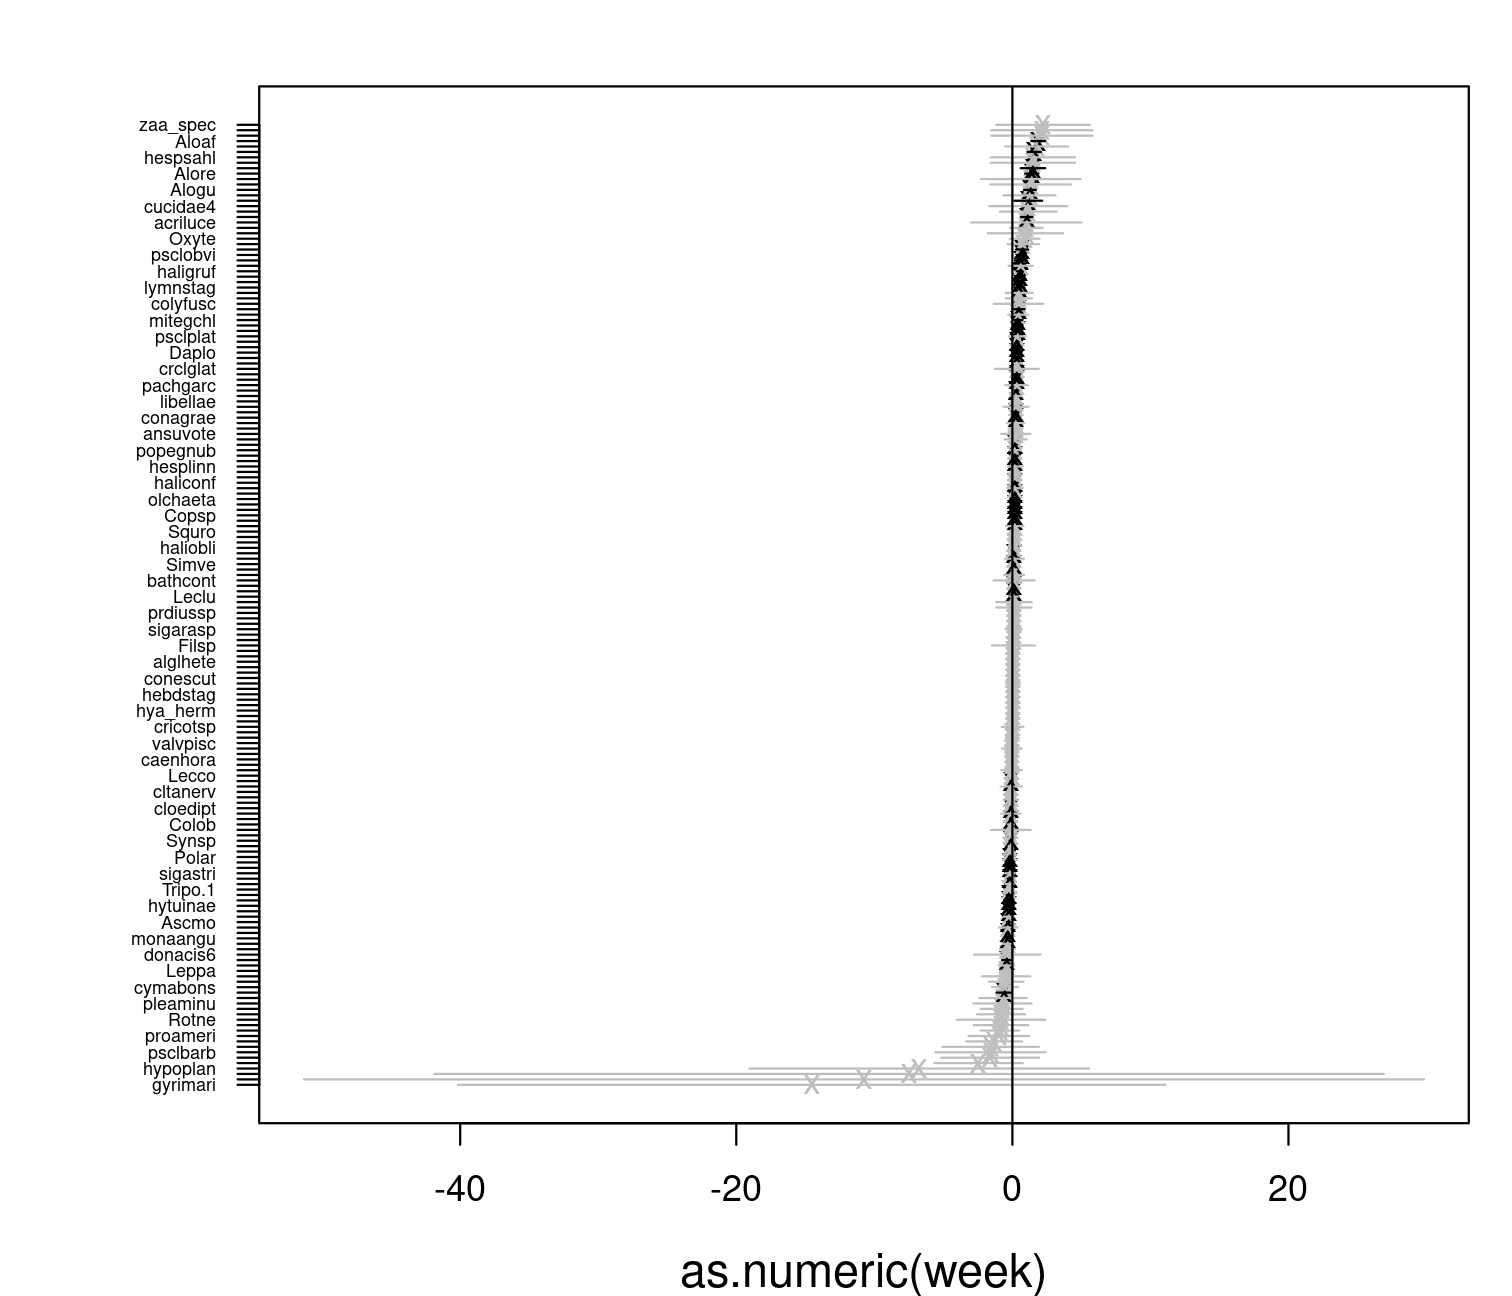 zaa_spec
Aloaf
hespsahl
Alore
Alogu
cucidae4
acriluce
Oxyte
psclobvi
haligruf
lymnstag
colyfusc
mitegchl
psclplat
Daplo
crclglat
pachgarc
libellae
conagrae
ansuvote
popegnub
hesplinn
haliconf
olchaeta
Copsp
Squro
haliobli
Simve
bathcont
Leclu
prdiussp
sigarasp
Filsp
alglhete
conescut
hebdstag
hya_herm
cricotsp
valvpisc
caenhora
Lecco
cltanerv
cloedipt
Colob
Synsp
Polar
sigastri
Tripo.1
hytuinae
Ascmo
monaangu
donacis6
Leppa
cymabons
pleaminu
Rotne
proameri
psclbarb
hypoplan
gyrimari
-40 -20 0 20
as.numeric(week)